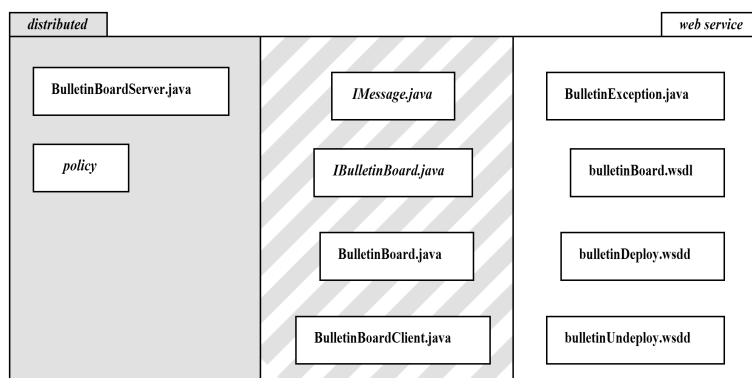 distributed
web service
BulletinBoardServer.java
policy
IMessage.java
IBulletinBoard.java
BulletinBoard.java
BulletinBoardClient.java
BulletinException.java
bulletinBoard.wsdl
bulletinDeploy.wsdd
bulletinUndeploy.wsdd